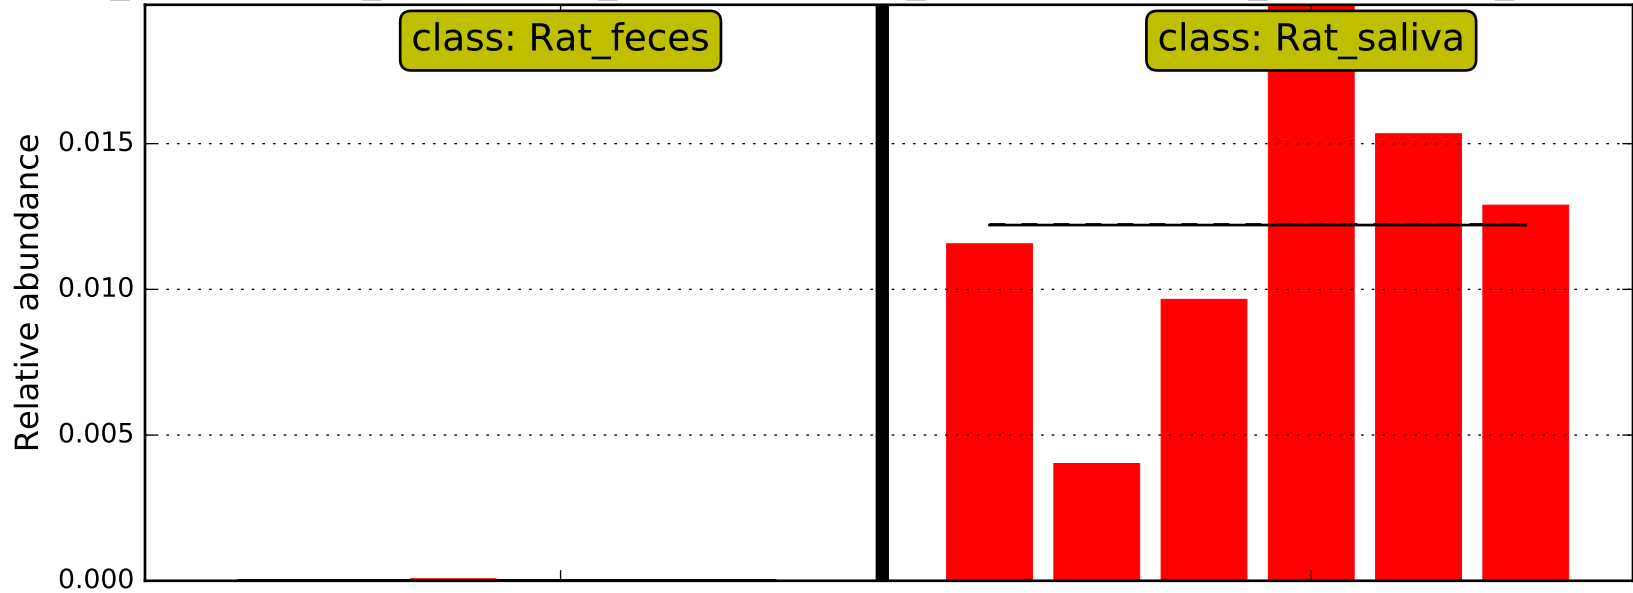 class: Rat_feces
class: Rat_saliva
Relative abundance
0.015
0.010
0.005
0.000